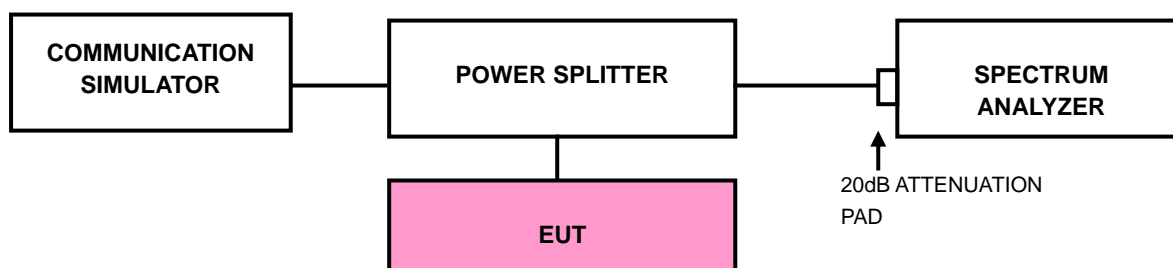 COMMUNICATION
SIMULATOR
POWER SPLITTER
SPECTRUM
ANALYZER
20dB ATTENUATION
PAD
EUT